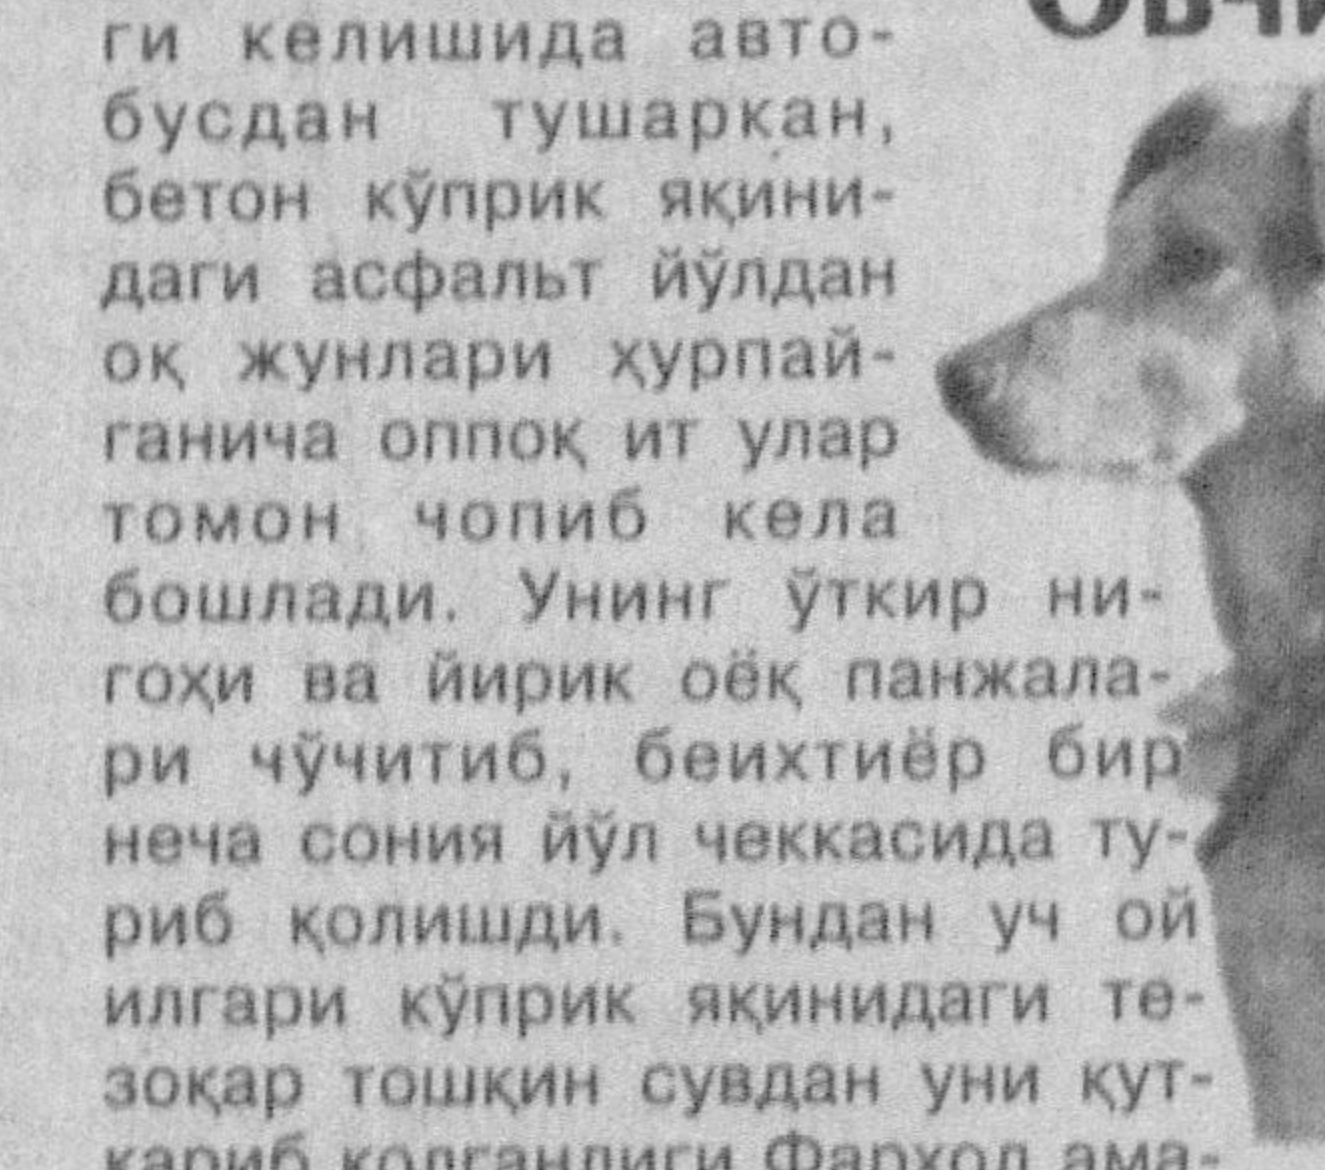 ги келишида авто-
бусдан тушаркан,
бетон кўприк яқини-
даги асфальт йўлдан
оқ жунлари ҳурпай-
ганича оппоқ ит улар
томон чопиб кела
бошлади. Унинг ўткир ни-
гоҳи ва йирик оёқ панжала-
ри чўчитиб, беихтиёр бир
неча сония йўл чеккасида ту-
риб қолишди. Бундан уч ой
илгари кўприк яқинидаги те-
зоқар тошқин сувдан уни қут-